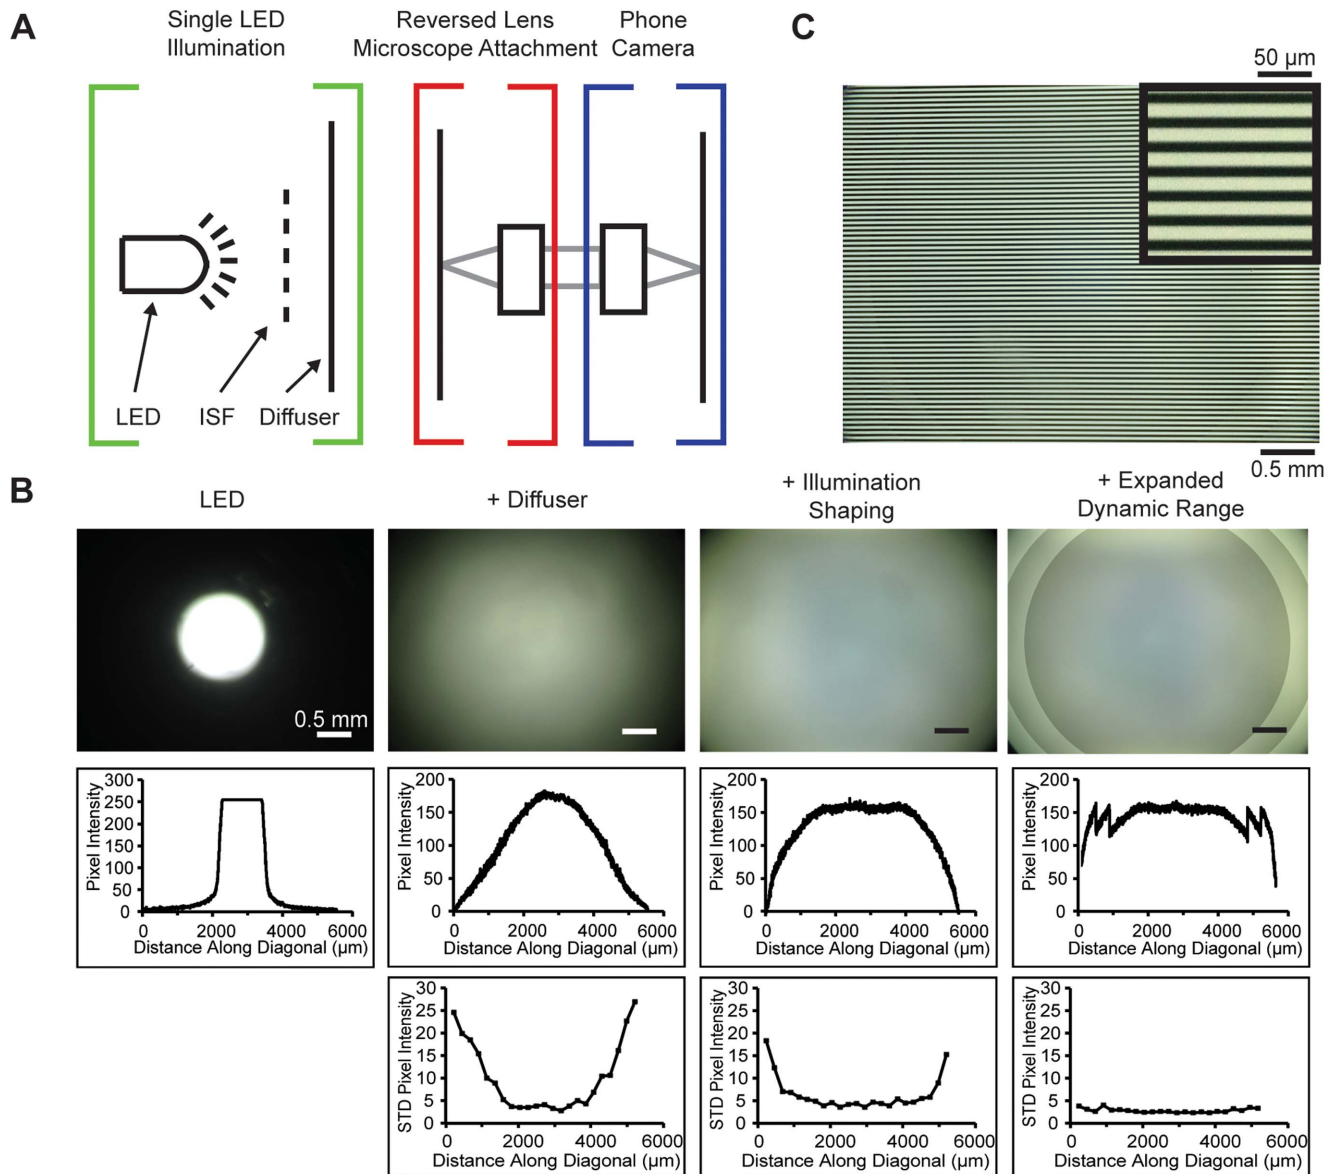 A
Single LED
Illumination
Reversed Lens
Microscope Attachment
Phone
Camera
LED
ISF
Diffuser
C
50 µm
0.5 mm
B
LED
+ Diffuser
+ Illumination
Shaping
+ Expanded
Dynamic Range
0.5 mm
Pixel Intensity
300
250
200
150
100
50
0
0 2000 4000 6000
Distance Along Diagonal (µm)
Pixel Intensity
200
150
100
50
0
0 2000 4000 6000
Distance Along Diagonal (µm)
Pixel Intensity
200
150
100
50
0
0 2000 4000 6000
Distance Along Diagonal (µm)
Pixel Intensity
200
150
100
50
0
0 2000 4000 6000
Distance Along Diagonal (µm)
STD Pixel Intensity
30
25
20
15
10
5
0
0 2000 4000 6000
Distance Along Diagonal (µm)
STD Pixel Intensity
30
25
20
15
10
5
0
0 2000 4000 6000
Distance Along Diagonal (µm)
STD Pixel Intensity
30
25
20
15
10
5
0
0 2000 4000 6000
Distance Along Diagonal (µm)